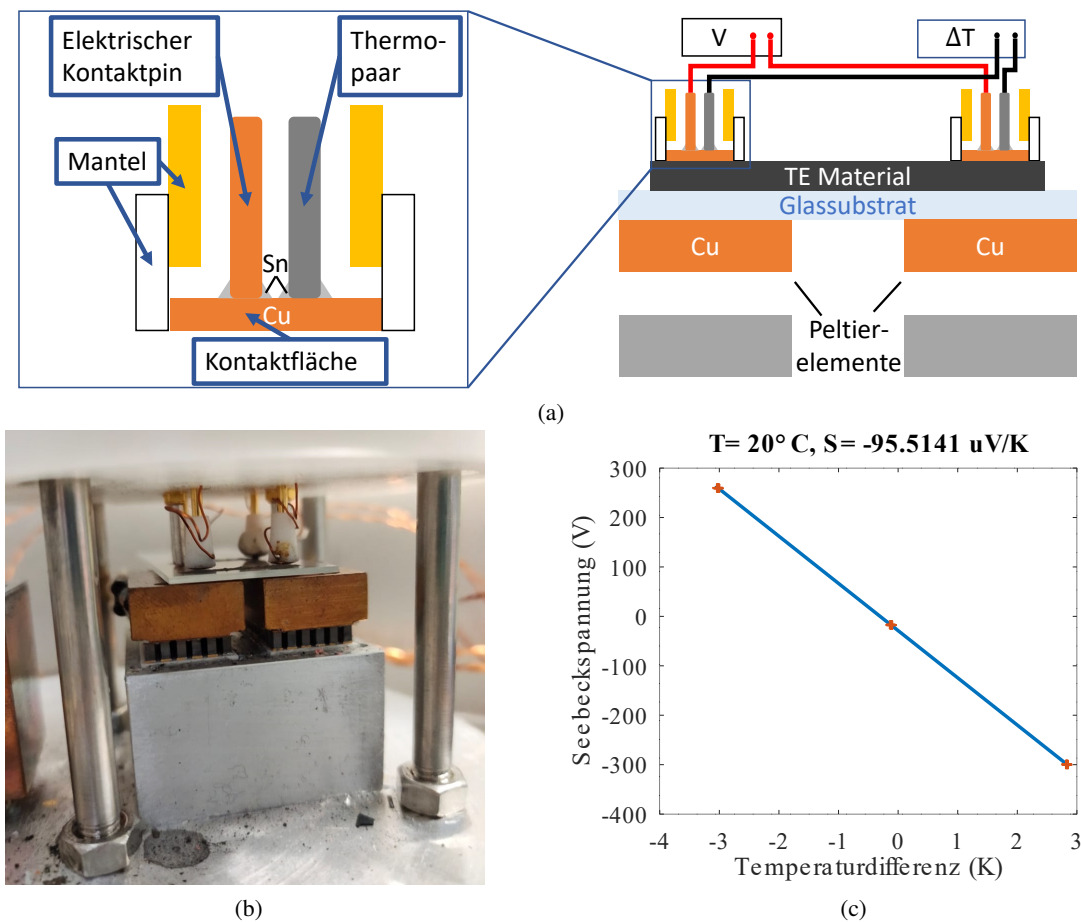 Elektrischer
Kontaktpin
Thermo-
paar
Mantel
Sn
Cu
Kontaktfläche
V
ΔT
TE Material
Glassubstrat
Cu
Cu
Peltier-
elemente
(a)
T= 20° C, S= -95.5141 uV/K
300
200
100
0
-100
-200
-300
-400
Seebeckspannung (V)
-4
-3
-2
-1
0
1
2
3
Temperaturdifferenz (K)
(b)
(c)